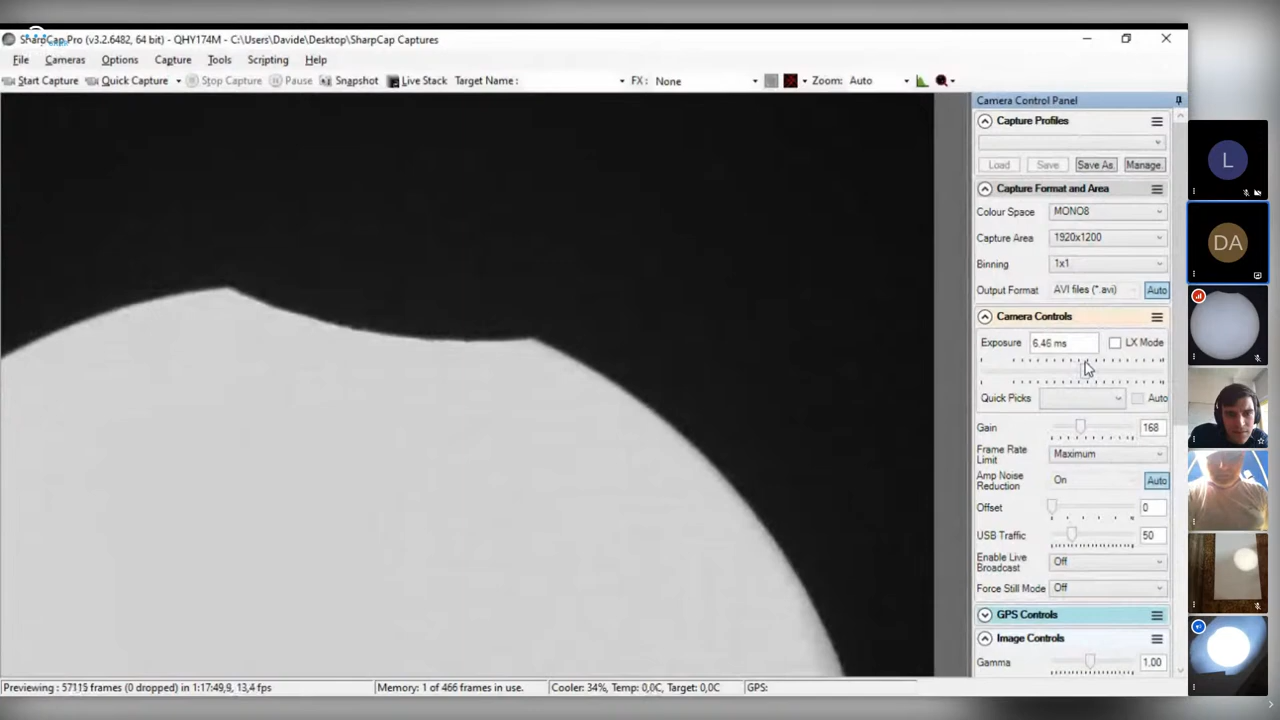 SharpCap Pro (v3.2.6482, 64 bit) - QHY174M - C:\Users\Davide\Desktop\SharpCap Captures
File Cameras Options Capture Tools Scripting Help
Start Capture Quick Capture Stop Capture Pause Snapshot Live Stack Target Name : FX: None Zoom: Auto
Camera Control Panel
Capture Profiles
Load Save Save As. Manage.
Capture Format and Area
Colour Space MONO8
Capture Area 1920x1200
Binning 1x1
Output Format AVI files (*.avi) Auto
Camera Controls
Exposure 6.46 ms LX Mode
Quick Picks Auto
Gain 168
Frame Rate
Limit Maximum
Amp Noise
Reduction On Auto
Offset 0
USB Traffic 50
Enable Live
Broadcast Off
Force Still Mode Off
GPS Controls
Image Controls
Gamma 1.00
Previewing : 57115 frames (0 dropped) in 1:17:49,9, 13,4 fps Memory: 1 of 466 frames in use. Cooler: 34%, Temp: 0,0C, Target: 0,0C GPS:
L
DA